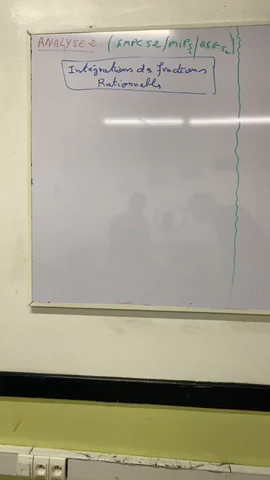 ANALYSE 2: (SMPC S2/MIP S2/
Intégrations de fonctions
Rationnelles